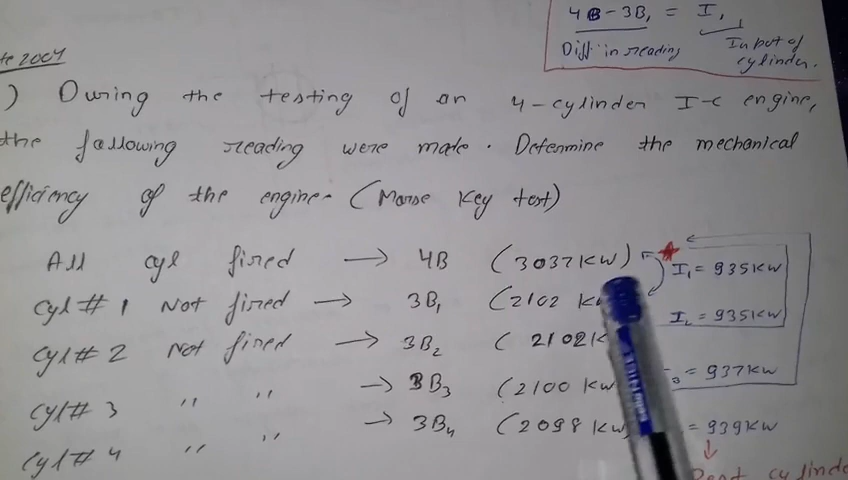 4B - 3B₁ = I₁
Diff. in reading
Input of
cylinder.
2004
) During the testing of an 4-cylinder I-C engine,
the following reading were made. Determine the mechanical
efficiency of the engine. (Morse Key test)
All cyl fired → 4B (3037KW) I₁ = 935KW
Cyl # 1 Not fired → 3B₁ (2102 K
I₂ = 935KW
Cyl # 2 Not fired → 3B₂ ( 2102K
Cyl # 3 " " → 3B₃ (2100 KW = 937KW
Cyl # 4 " " → 3B₄ (2098 KW = 939KW